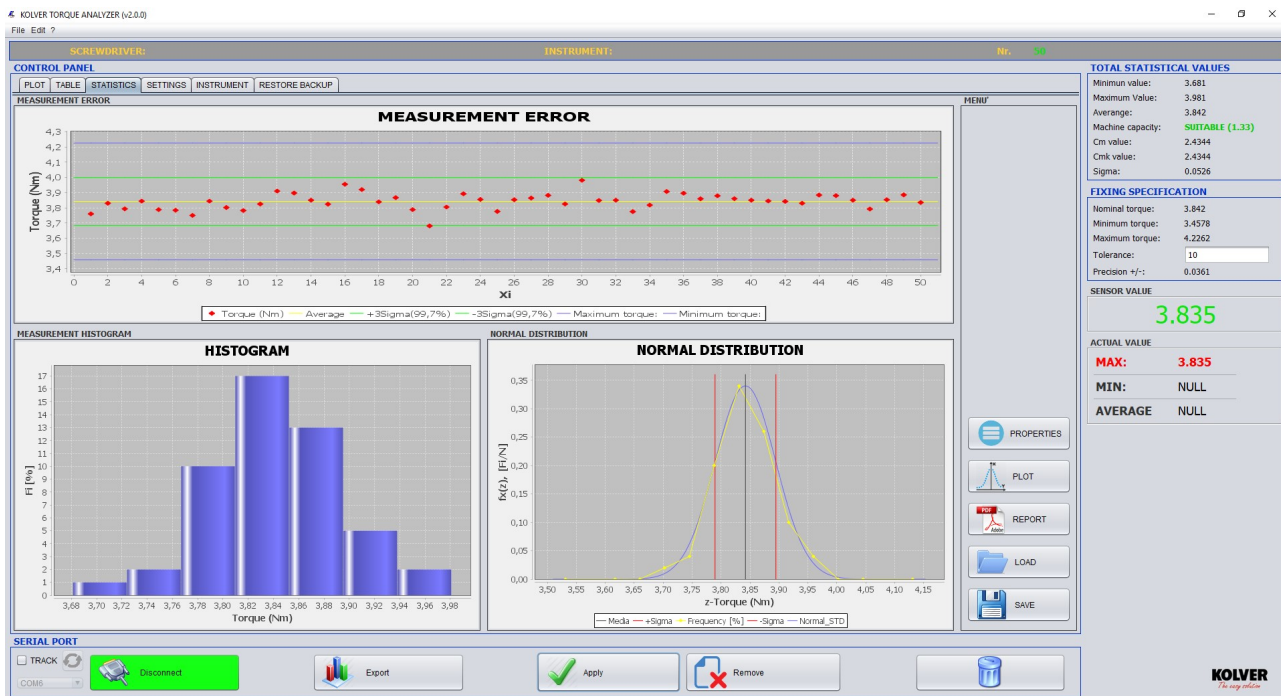 KOLVER TORQUE ANALYZER (v2.0.0)
File Edit ?
SCREWDRIVER: INSTRUMENT: Nr. 50
CONTROL PANEL
PLOT TABLE STATISTICS SETTINGS INSTRUMENT RESTORE BACKUP
MEASUREMENT ERROR
MEASUREMENT ERROR
Torque (Nm)
4,3
4,2
4,1
4,0
3,9
3,8
3,7
3,6
3,5
3,4
0 2 4 6 8 10 12 14 16 18 20 22 24 26 28 30 32 34 36 38 40 42 44 46 48 50
Xi
Torque (Nm) Average +3Sigma(99,7%) -3Sigma(99,7%) Maximum torque: Minimum torque:
MEASUREMENT HISTOGRAM
HISTOGRAM
Fi [%]
17
16
15
14
13
12
11
10
9
8
7
6
5
4
3
2
1
0
3,68 3,70 3,72 3,74 3,76 3,78 3,80 3,82 3,84 3,86 3,88 3,90 3,92 3,94 3,96 3,98
Torque (Nm)
NORMAL DISTRIBUTION
NORMAL DISTRIBUTION
fx(z), [Fi/N]
0,35
0,30
0,25
0,20
0,15
0,10
0,05
0,00
3,50 3,55 3,60 3,65 3,70 3,75 3,80 3,85 3,90 3,95 4,00 4,05 4,10 4,15
z-Torque (Nm)
Media +Sigma Frequency [%] -Sigma Normal_STD
MENU'
PROPERTIES
PLOT
PDF
Adobe
REPORT
LOAD
SAVE
TOTAL STATISTICAL VALUES
Minimun value: 3.681
Maximum Value: 3.981
Averange: 3.842
Machine capacity: SUITABLE (1.33)
Cm value: 2.4344
Cmk value: 2.4344
Sigma: 0.0526
FIXING SPECIFICATION
Nominal torque: 3.842
Minimum torque: 3.4578
Maximum torque: 4.2262
Tolerance: 10
Precision +/-: 0.0361
SENSOR VALUE
3.835
ACTUAL VALUE
MAX: 3.835
MIN: NULL
AVERAGE NULL
SERIAL PORT
TRACK
COM6
Disconnect
Export
Apply
Remove
KOLVER
The easy solution